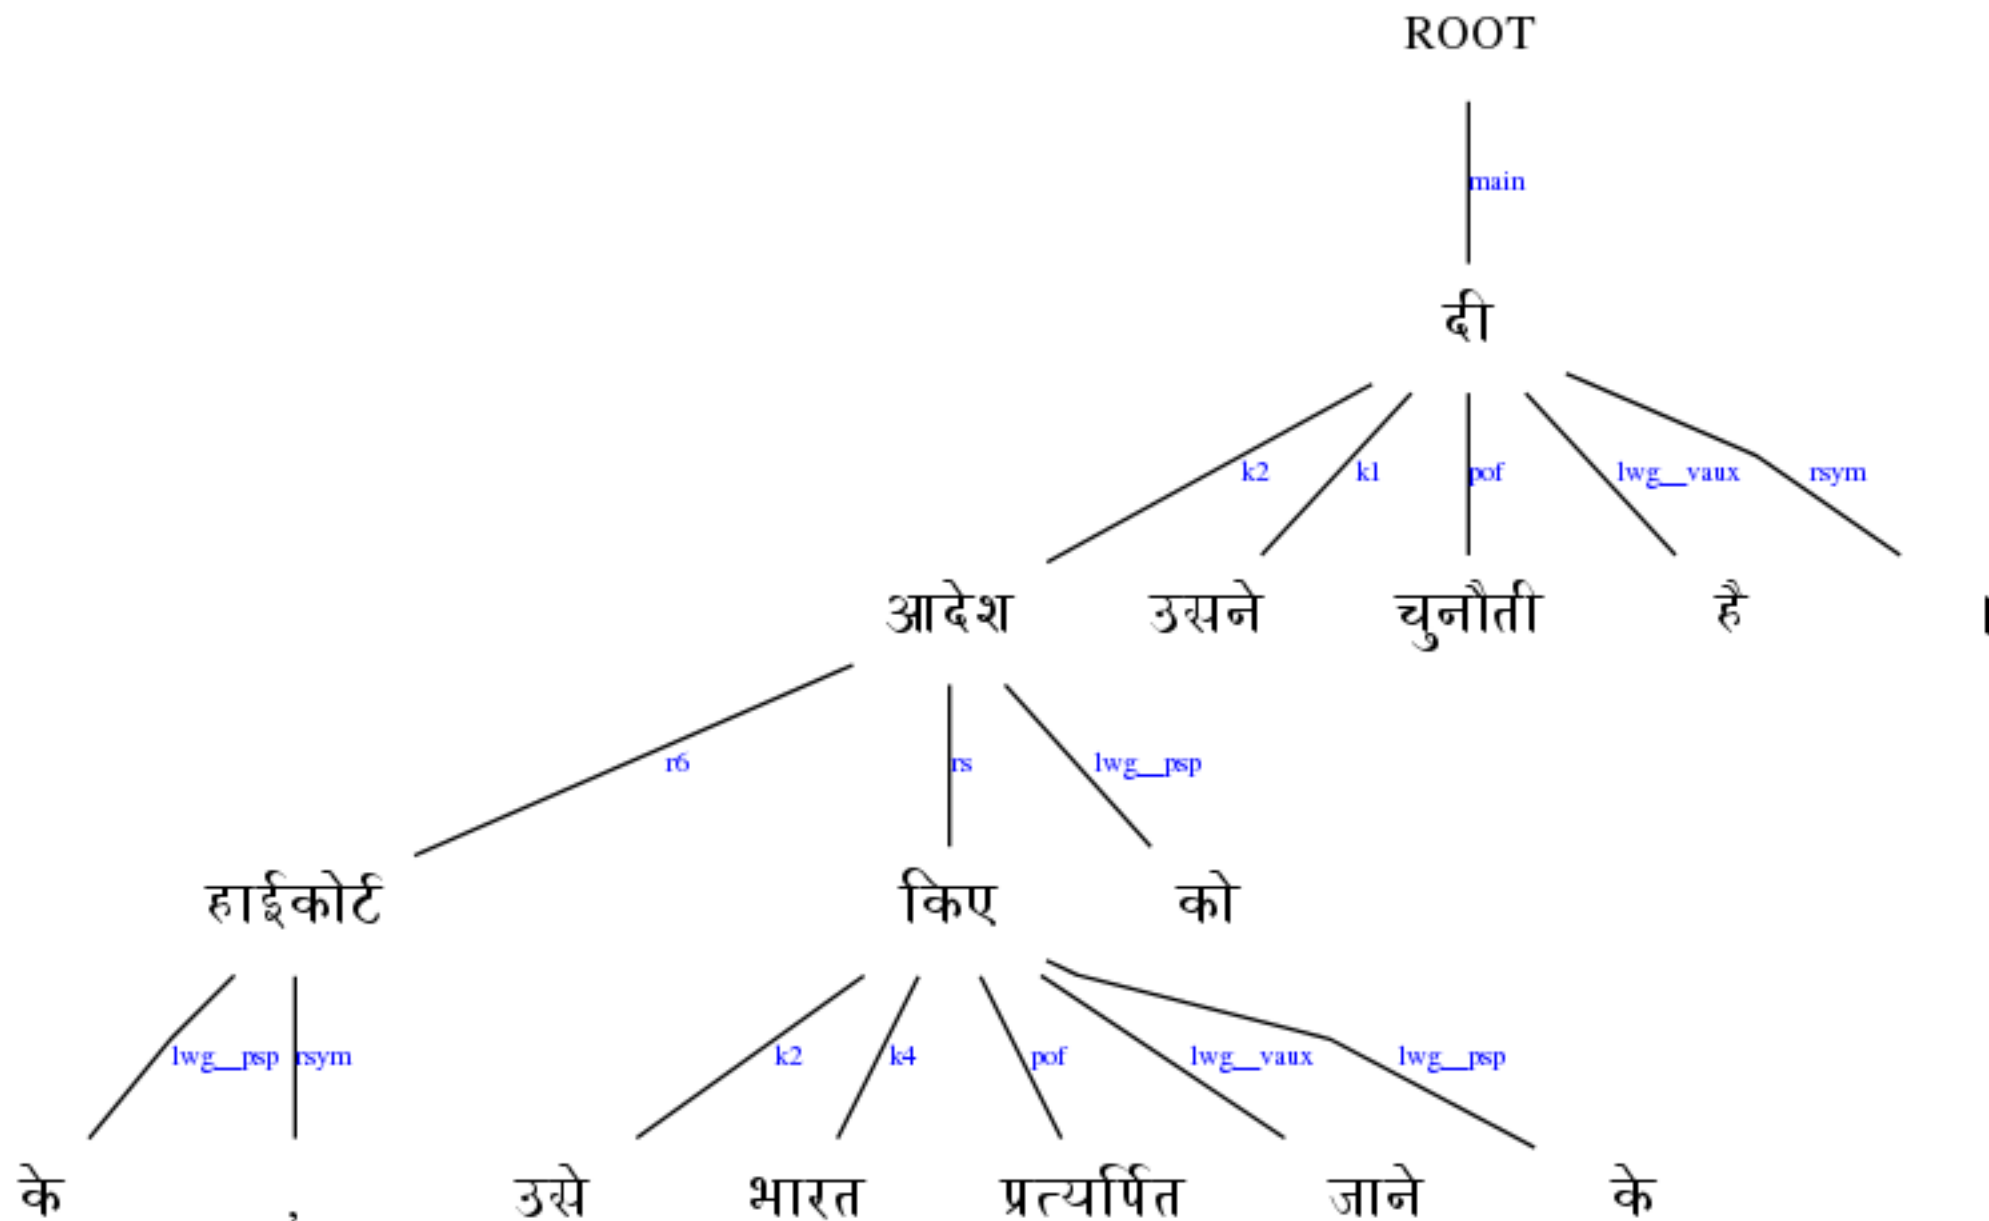 ROOT
main
दी
k2 k1 pof lwg__vaux rsym
आदेश उसने चुनौती है ।
r6 rs lwg__psp
हाईकोर्ट किए को
lwg__psp rsym k2 k4 pof lwg__vaux lwg__psp
के , उसे भारत प्रत्यर्पित जाने के